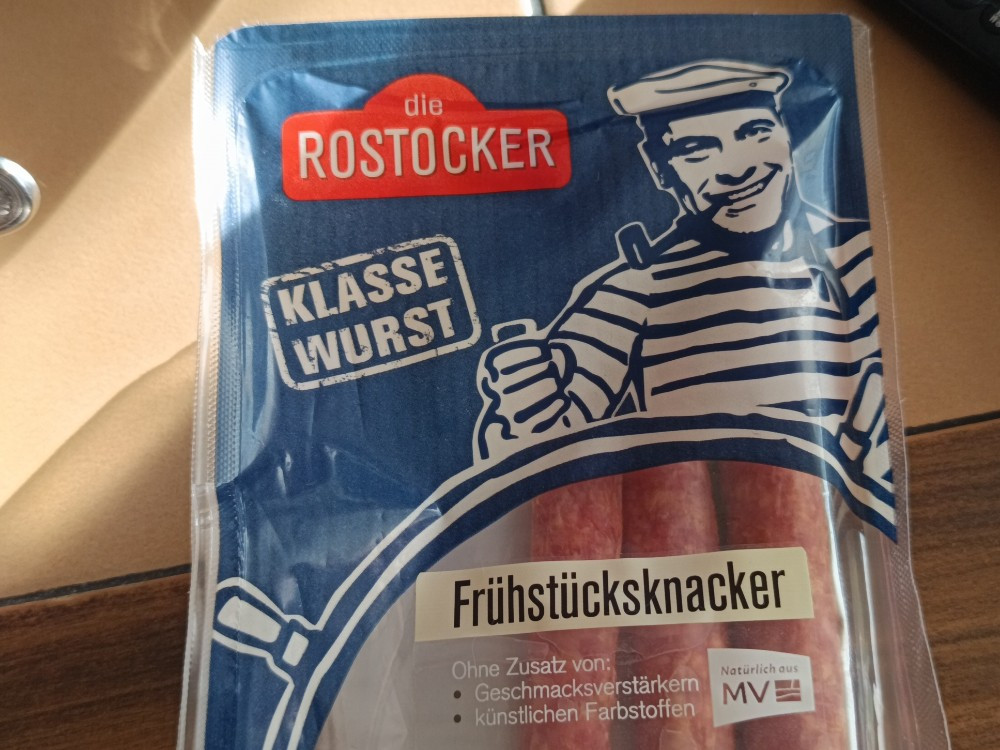 die
ROSTOCKER
KLASSE
WURST
Frühstücksknacker
Ohne Zusatz von:
• Geschmacksverstärkern
• künstlichen Farbstoffen
Natürlich aus
MV